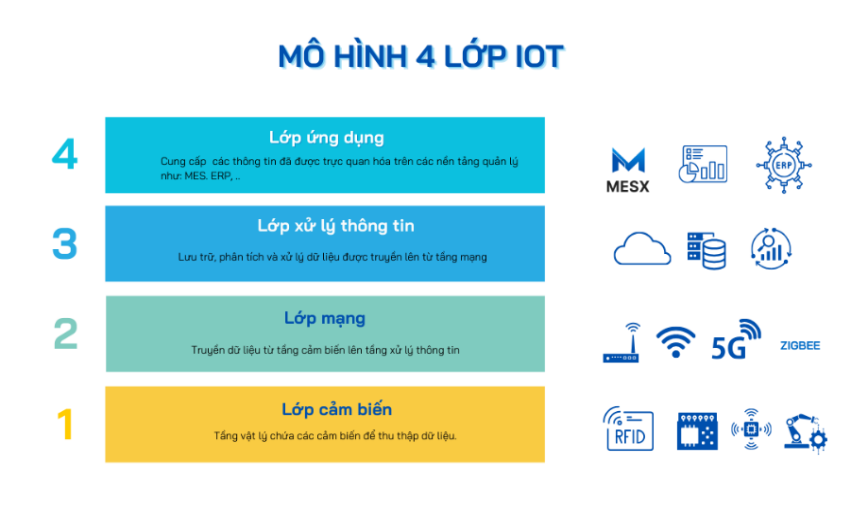 MÔ HÌNH 4 LỚP IOT
4
Lớp ứng dụng
Cung cấp các thông tin đã được trực quan hóa trên các nền tảng quản lý
như: MES. ERP, ..
MESX
ERP
3
Lớp xử lý thông tin
Lưu trữ, phân tích và xử lý dữ liệu được truyền lên từ tầng mạng
2
Lớp mạng
Truyền dữ liệu từ tầng cảm biến lên tầng xử lý thông tin
5G
ZIGBEE
1
Lớp cảm biến
Tầng vật lý chứa các cảm biến để thu thập dữ liệu.
RFID